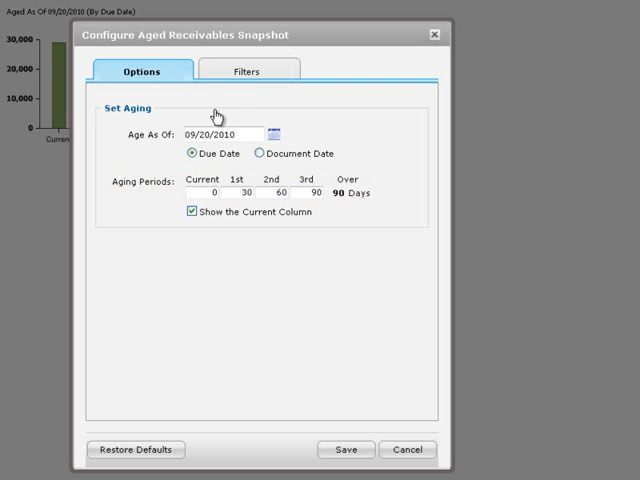 Aged As Of 09/20/2010 (By Due Date)
Configure Aged Receivables Snapshot
Options Filters
30,000
20,000
10,000
0
Curren
Set Aging
Age As Of: 09/20/2010
Due Date Document Date
Current 1st 2nd 3rd Over
Aging Periods: 0 30 60 90 90 Days
Show the Current Column
Restore Defaults Save Cancel